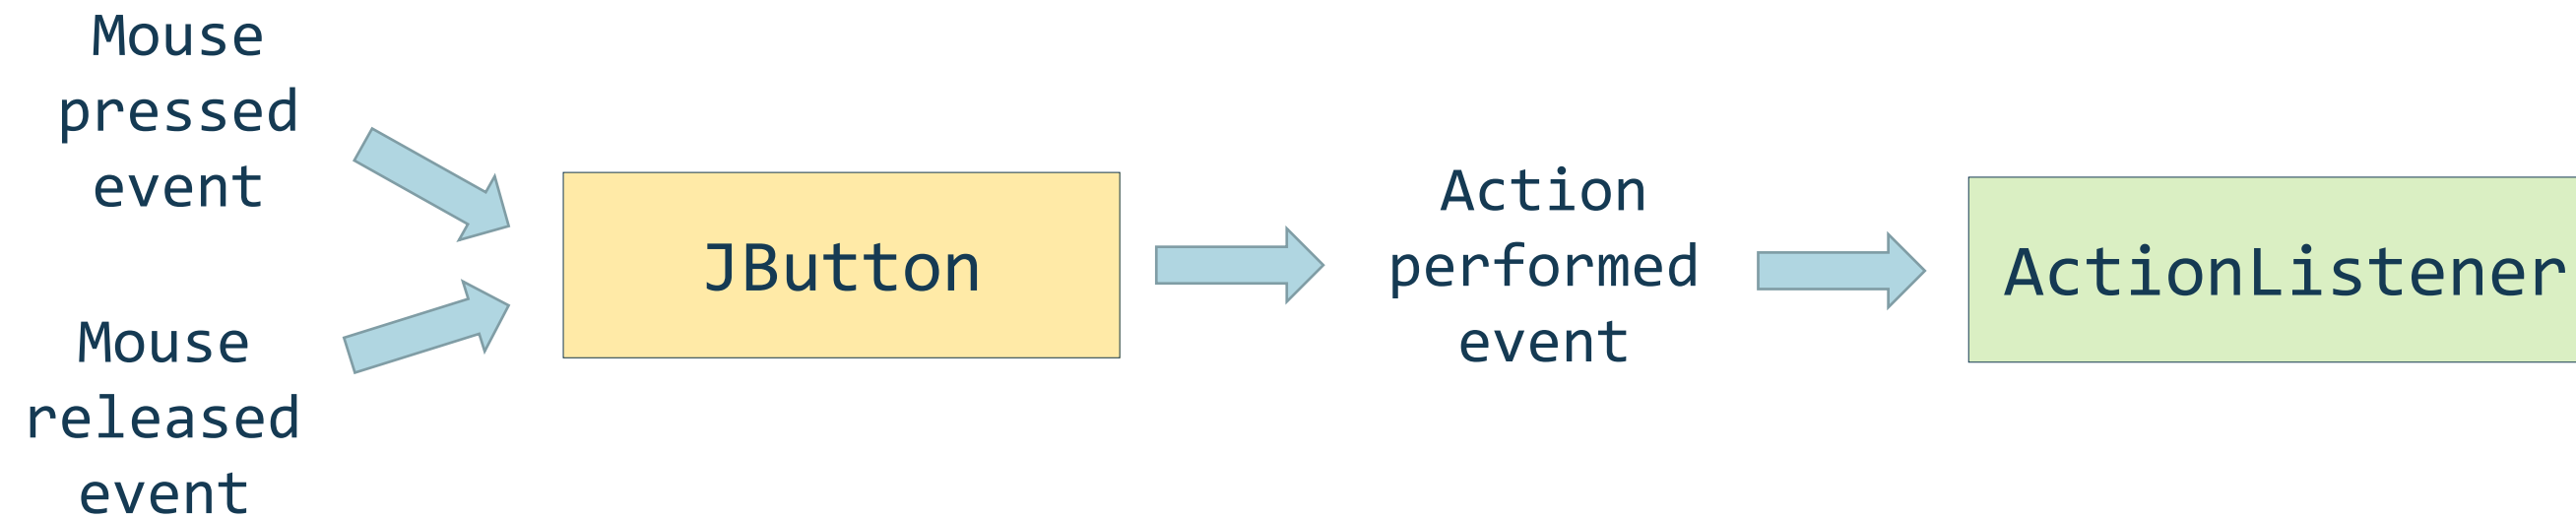 Mouse
pressed
event
Mouse
released
event
JButton
Action
performed
event
ActionListener